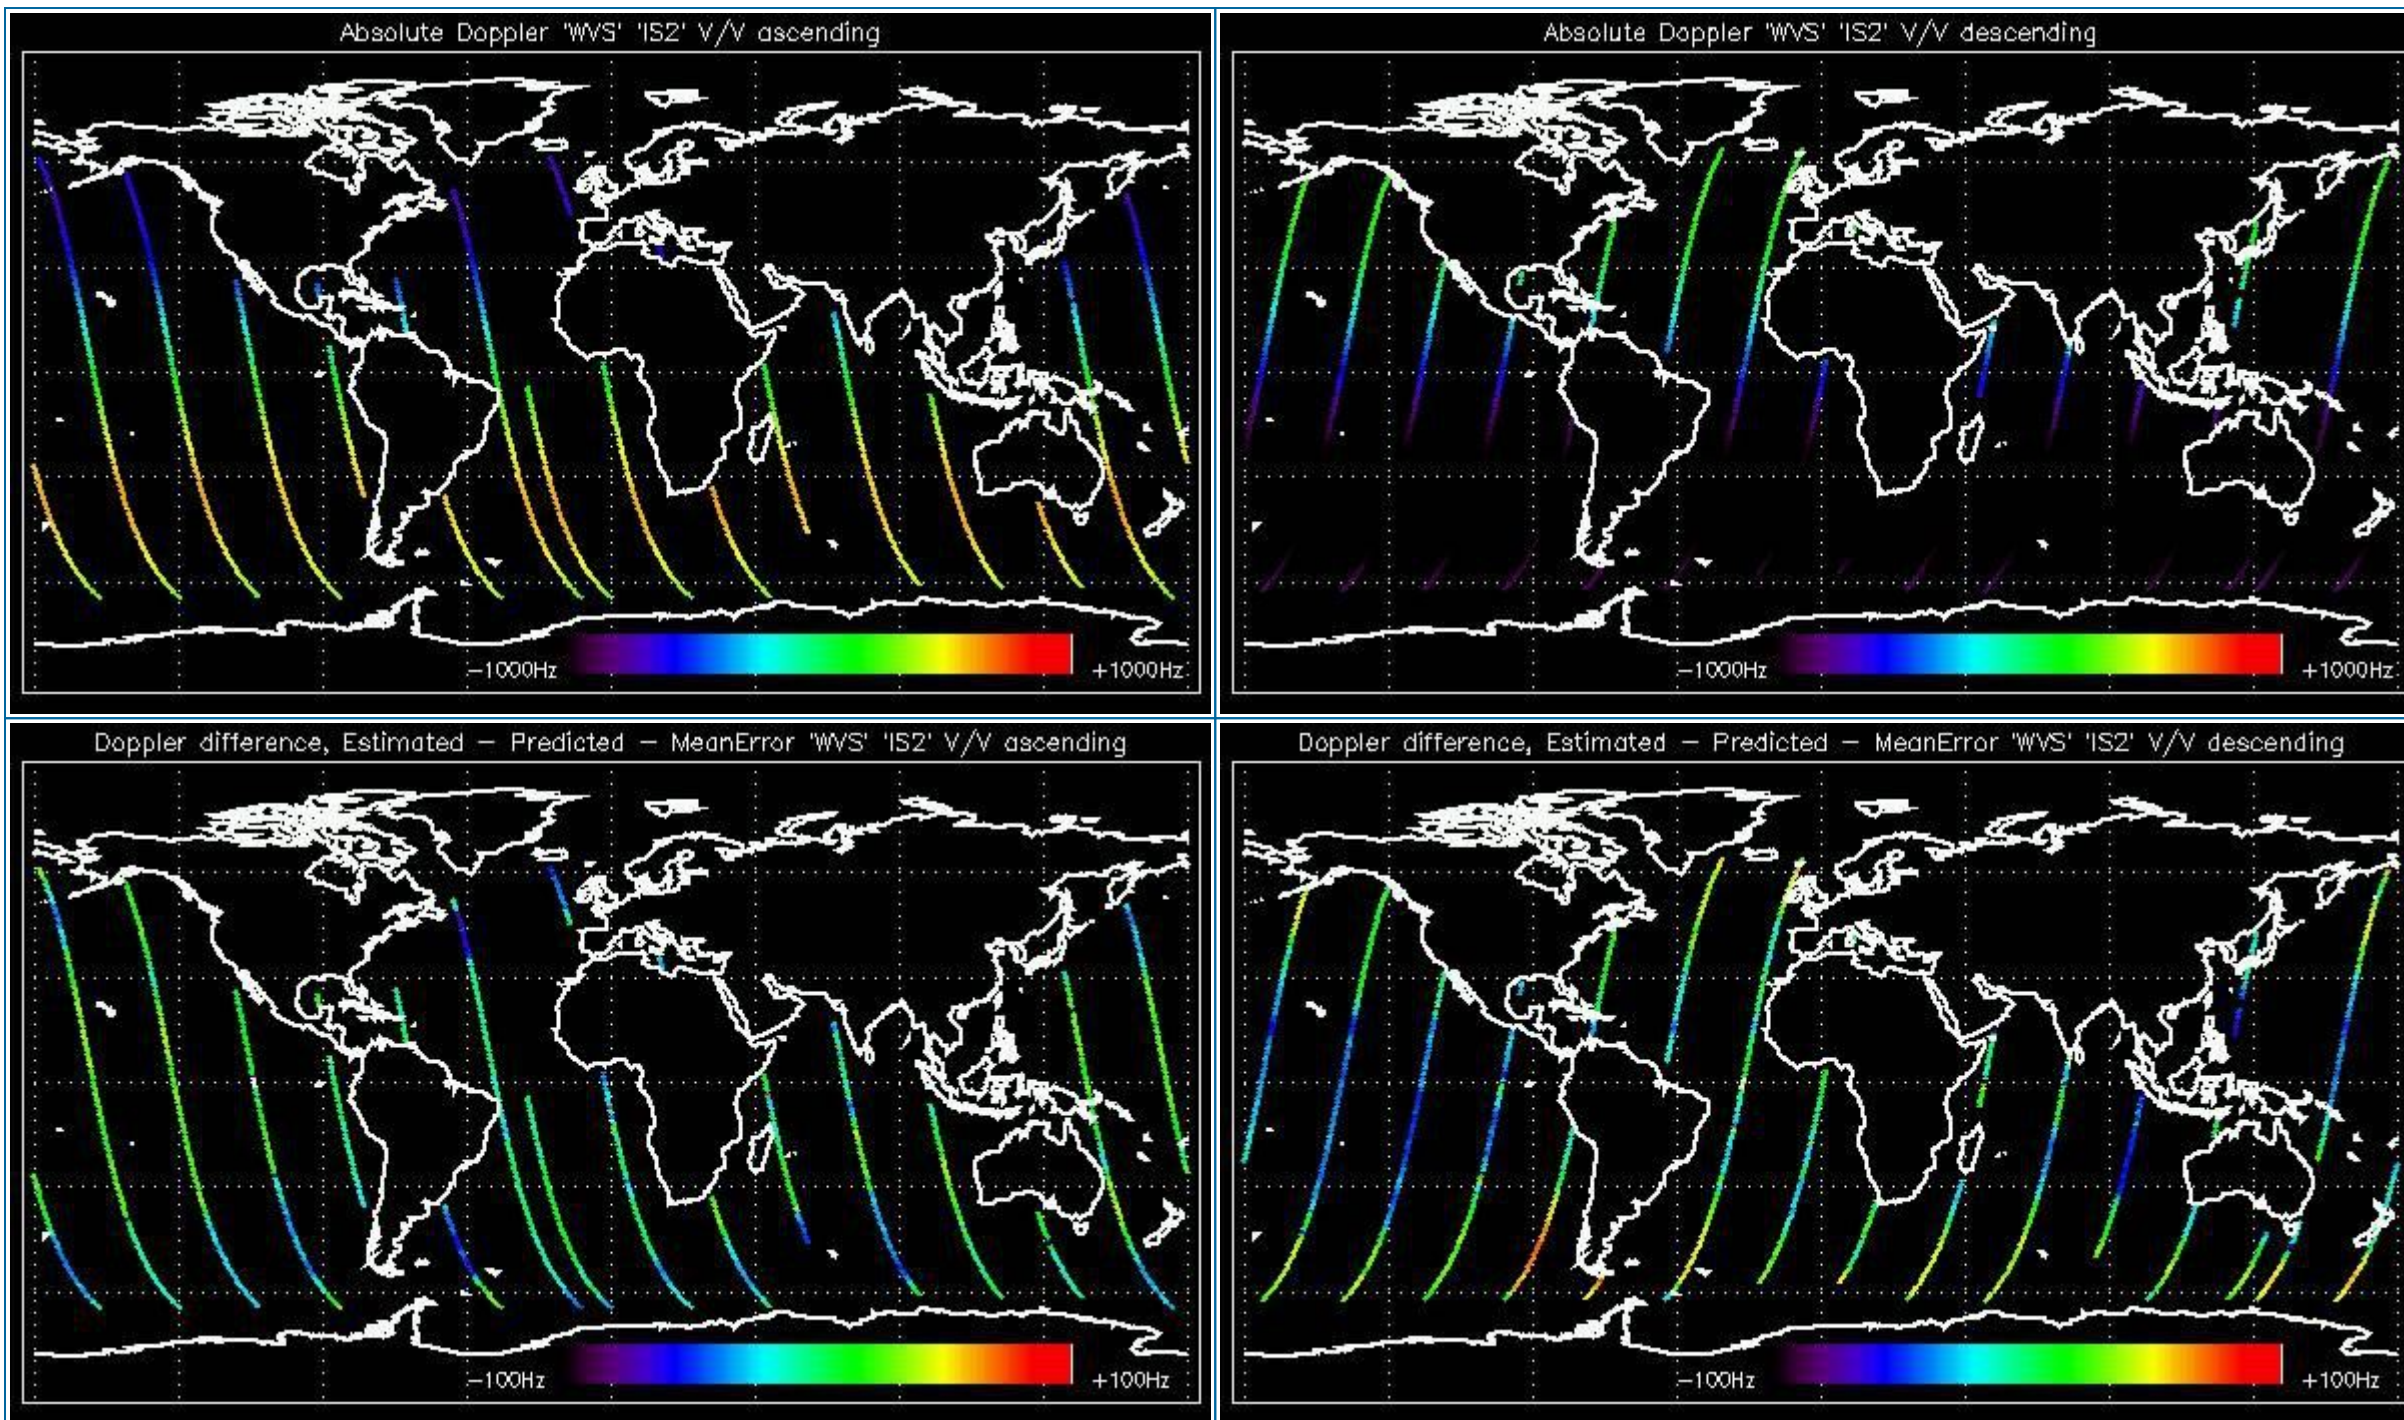 Absolute Doppler 'WVS' 'IS2' V/V ascending
−1000Hz
+1000Hz
Absolute Doppler 'WVS' 'IS2' V/V descending
−1000Hz
+1000Hz
Doppler difference, Estimated − Predicted − MeanError 'WVS' 'IS2' V/V ascending
−100Hz
+100Hz
Doppler difference, Estimated − Predicted − MeanError 'WVS' 'IS2' V/V descending
−100Hz
+100Hz